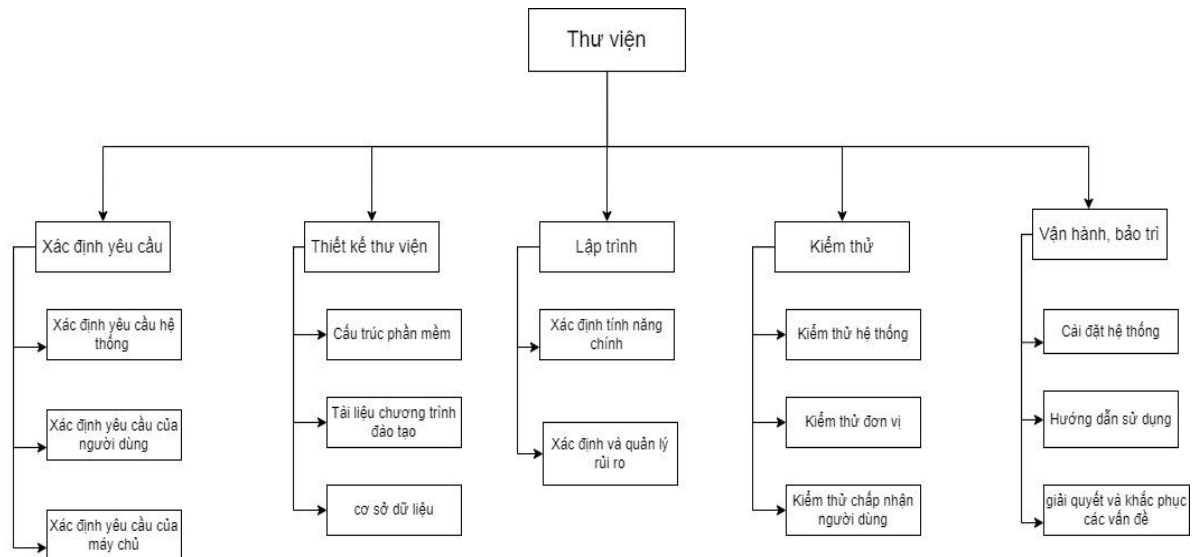 Thư viện
Xác định yêu cầu
Xác định yêu cầu hệ
thống
Xác định yêu cầu của
người dùng
Xác định yêu cầu của
máy chủ
Thiết kế thư viện
Cấu trúc phần mềm
Tài liệu chương trình
đào tạo
cơ sở dữ liệu
Lập trình
Xác định tính năng
chính
Xác định và quản lý
rủi ro
Kiểm thử
Kiểm thử hệ thống
Kiểm thử đơn vị
Kiểm thử chấp nhận
người dùng
Vận hành, bảo trì
Cài đặt hệ thống
Hướng dẫn sử dụng
giải quyết và khắc phục
các vấn đề